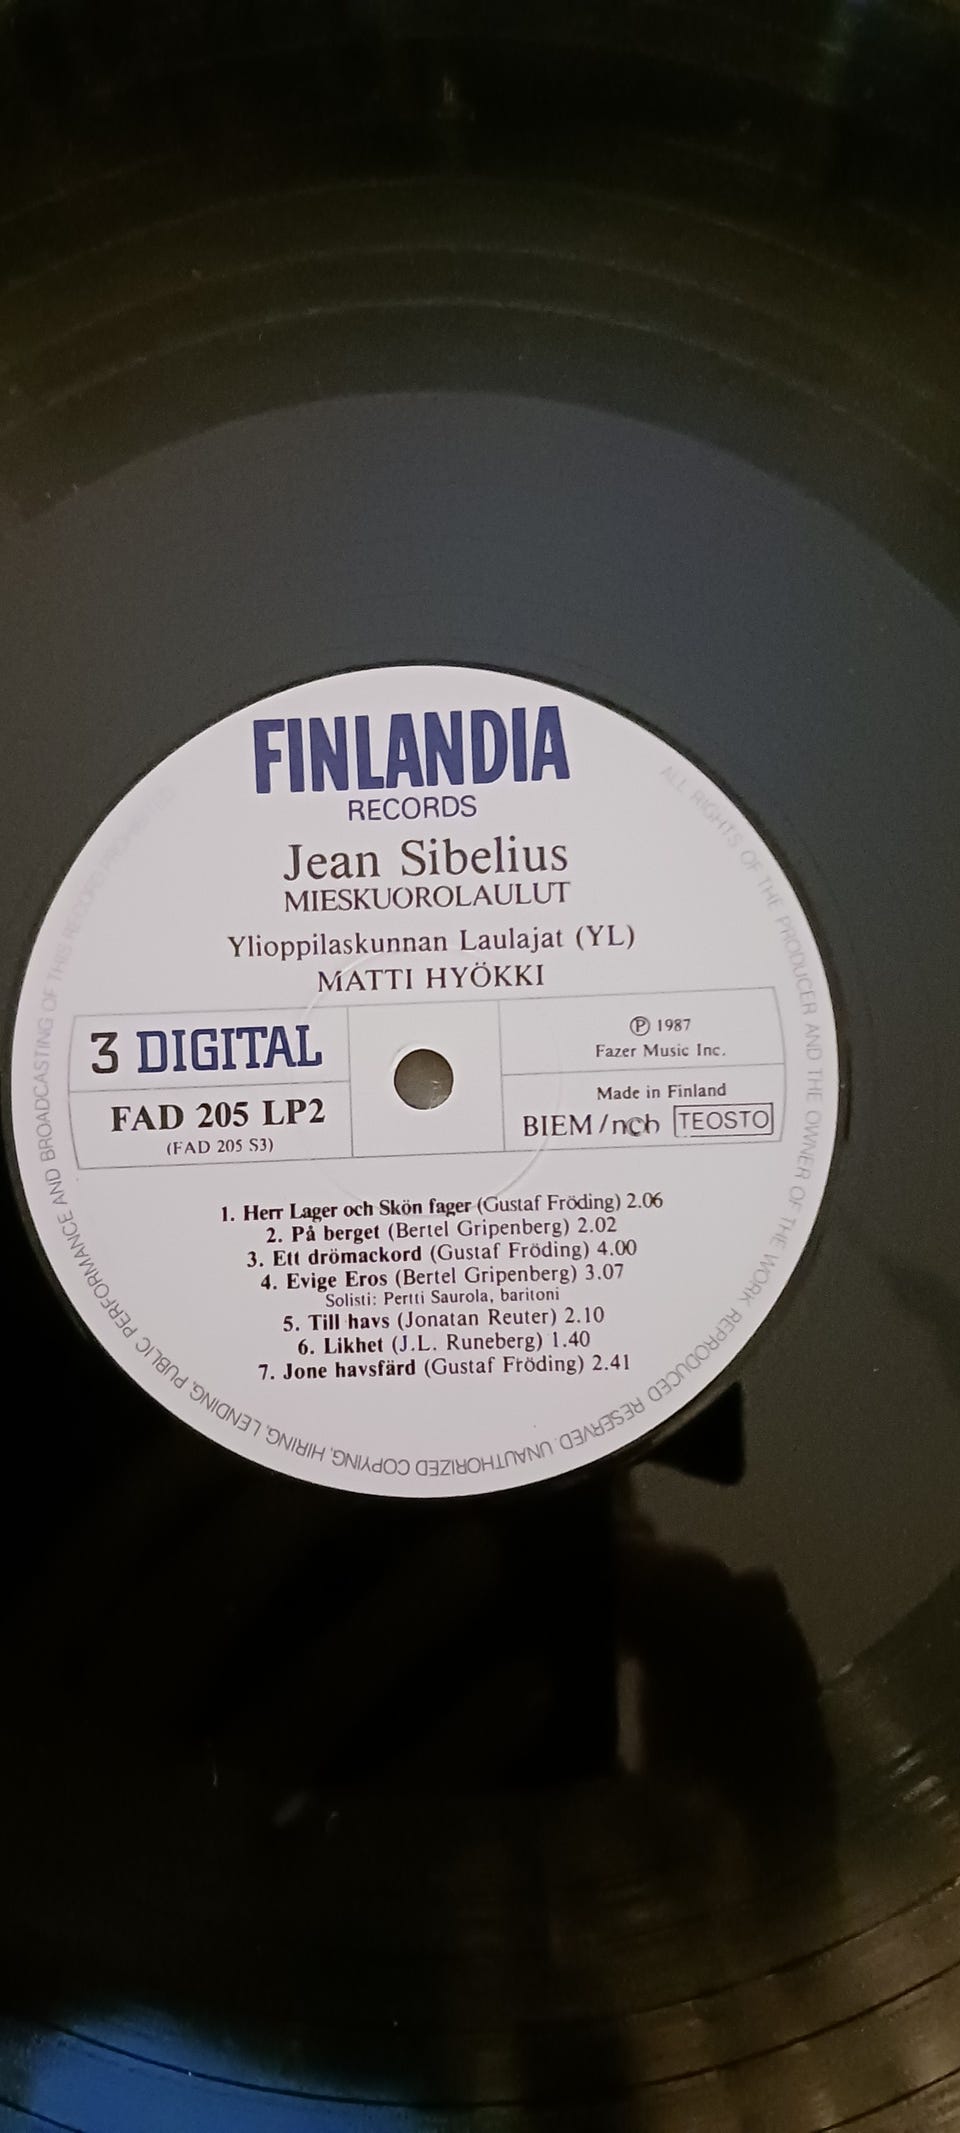 FINLANDIA
RECORDS
Jean Sibelius
MIESKUOROLAULUT
Ylioppilaskunnan Laulajat (YL)
MATTI HYÖKKI
3 DIGITAL
FAD 205 LP2
(FAD 205 S3)
Ⓟ 1987
Fazer Music Inc.
Made in Finland
BIEM/ncb TEOSTO
1. Herr Lager och Skön fager (Gustaf Fröding) 2.06
2. På berget (Bertel Gripenberg) 2.02
3. Ett drömackord (Gustaf Fröding) 4.00
4. Evige Eros (Bertel Gripenberg) 3.07
Solisti: Pertti Saurola, baritoni
5. Till havs (Jonatan Reuter) 2.10
6. Likhet (J.L. Runeberg) 1.40
7. Jone havsfärd (Gustaf Fröding) 2.41
ALL RIGHTS OF THE PRODUCER AND THE OWNER OF THE WORK REPRODUCED RESERVED. UNAUTHORIZED COPYING, HIRING, LENDING, PUBLIC PERFORMANCE AND BROADCASTING OF THIS RECORD PROHIBITED